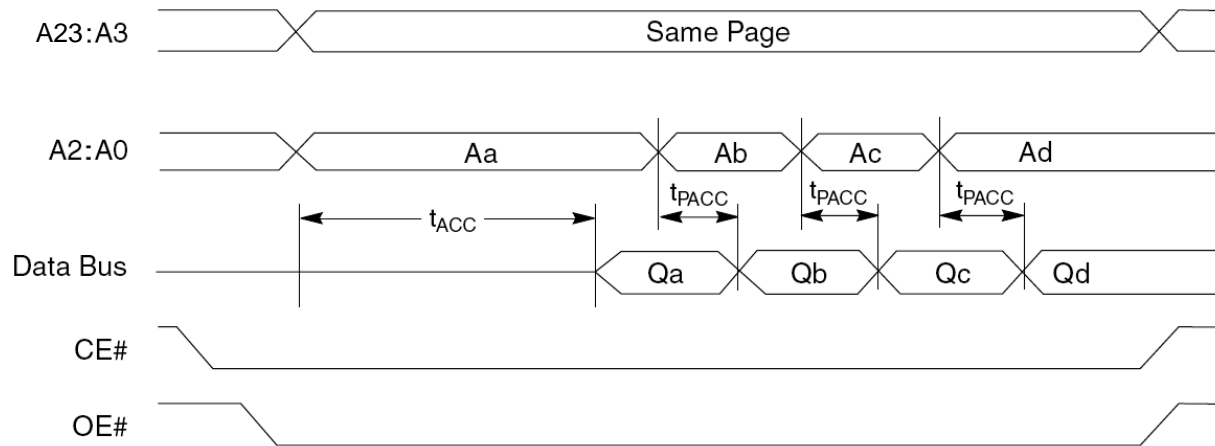 A23:A3 Same Page
A2:A0 Aa Ab Ac Ad
tPACC tPACC tPACC
tACC
Data Bus Qa Qb Qc Qd
CE#
OE#